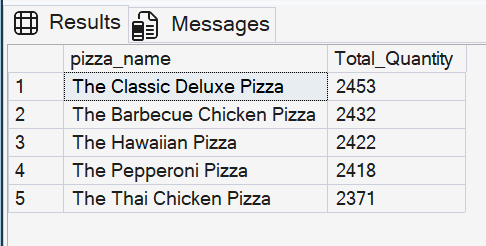 Results Messages
pizza_name Total_Quantity
1 The Classic Deluxe Pizza 2453
2 The Barbecue Chicken Pizza 2432
3 The Hawaiian Pizza 2422
4 The Pepperoni Pizza 2418
5 The Thai Chicken Pizza 2371